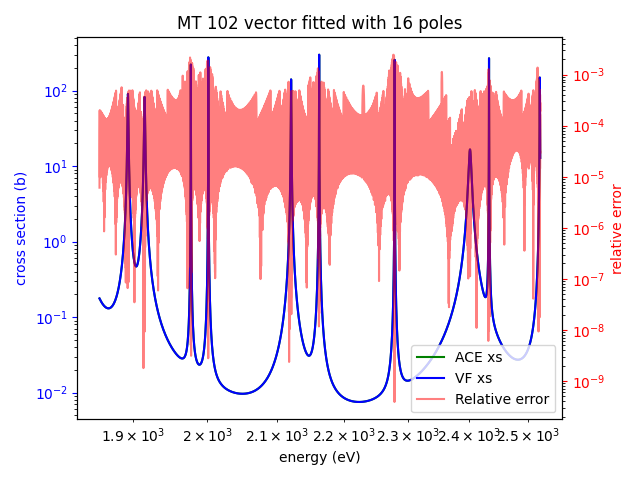 MT 102 vector fitted with 16 poles
cross section (b)
10²
10¹
10⁰
10⁻¹
10⁻²
10⁻³
10⁻⁴
10⁻⁵
10⁻⁶
10⁻⁷
10⁻⁸
10⁻⁹
relative error
ACE xs
VF xs
Relative error
1.9 × 10³ 2 × 10³ 2.1 × 10³ 2.2 × 10³ 2.3 × 10³ 2.4 × 10³ 2.5 × 10³
energy (eV)